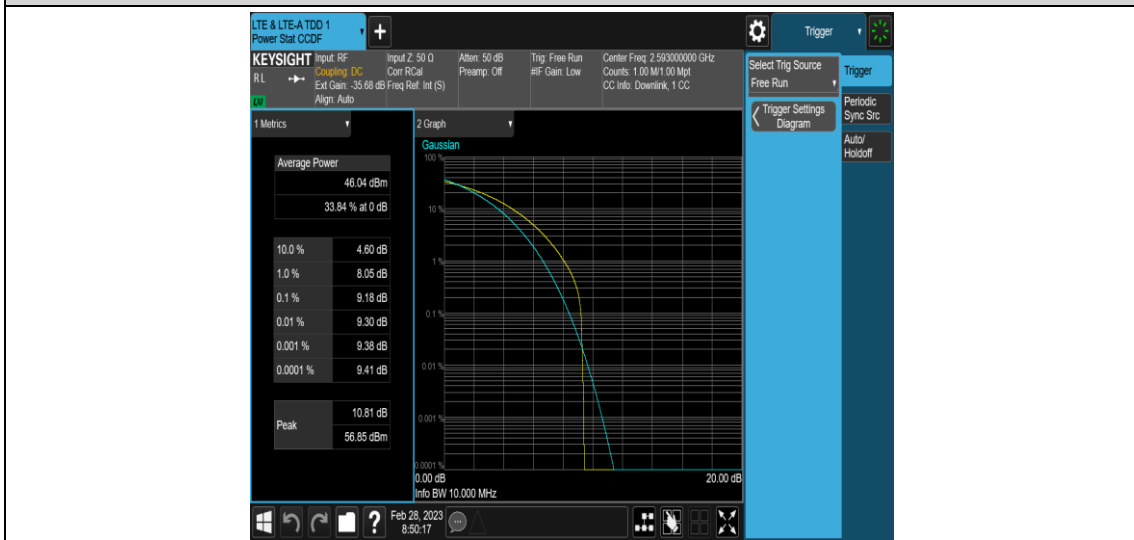 LTE & LTE-A TDD 1
Power Stat CCDF
Trigger
KEYSIGHT
RL
LXI
Input: RF
Coupling: DC
Ext Gain: -35.68 dB
Align: Auto
Input Z: 50 Ω
Corr RCal
Freq Ref: Int (S)
Atten: 50 dB
Preamp: Off
Trig: Free Run
#IF Gain: Low
Center Freq: 2.593000000 GHz
Counts: 1.00 M/1.00 Mpt
CC Info: Downlink, 1 CC
Select Trig Source
Free Run
Trigger Settings
Diagram
Trigger
Periodic
Sync Src
Auto/
Holdoff
1 Metrics
Average Power
46.04 dBm
33.84 % at 0 dB
10.0 % 4.60 dB
1.0 % 8.05 dB
0.1 % 9.18 dB
0.01 % 9.30 dB
0.001 % 9.38 dB
0.0001 % 9.41 dB
Peak 10.81 dB
56.85 dBm
2 Graph
Gaussian
100 %
10 %
1 %
0.1 %
0.01 %
0.001 %
0.0001 %
0.00 dB 20.00 dB
Info BW 10.000 MHz
?
Feb 28, 2023
8:50:17